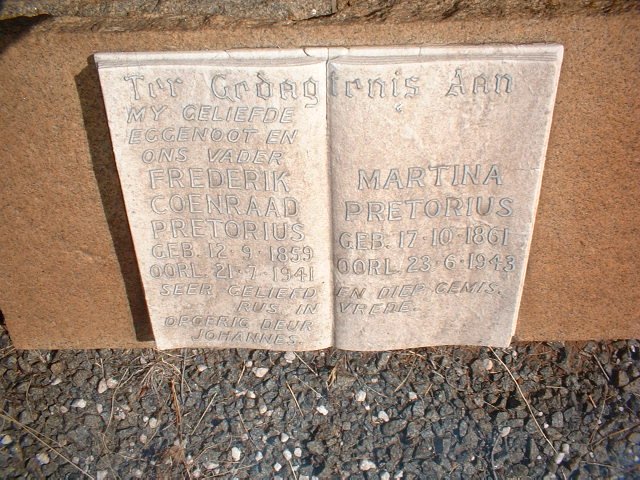 Ter Gedagtenis Aan
MY GELIEFDE
EGGENOOT EN
ONS VADER
FREDERIK
COENRAAD
PRETORIUS
GEB. 12·9·1859
OORL. 21·7·1941
MARTINA
PRETORIUS
GEB. 17·10·1861
OORL. 23·6·1943
SEER GELIEFD EN DIEP GEMIS.
RUS IN VREDE.
OPGERIG DEUR
JOHANNES.